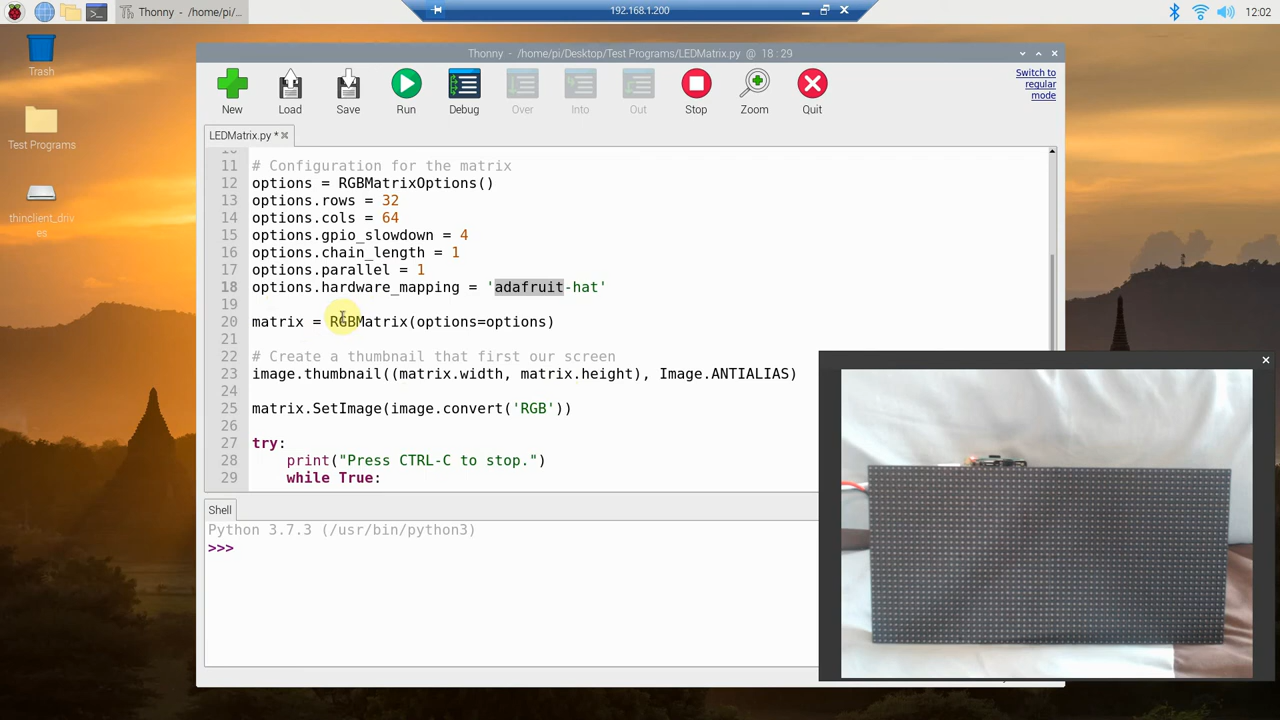 Thonny - /home/pi/...
192.168.1.200
12:02
Trash
Test Programs
thinclient_driv
es
Thonny - /home/pi/Desktop/Test Programs/LEDMatrix.py @ 18 : 29
New
Load
Save
Run
Debug
Over
Into
Out
Stop
Zoom
Quit
Switch to
regular
mode
LEDMatrix.py *
11 # Configuration for the matrix
12 options = RGBMatrixOptions()
13 options.rows = 32
14 options.cols = 64
15 options.gpio_slowdown = 4
16 options.chain_length = 1
17 options.parallel = 1
18 options.hardware_mapping = 'adafruit-hat'
19
20 matrix = RGBMatrix(options=options)
21
22 # Create a thumbnail that first our screen
23 image.thumbnail((matrix.width, matrix.height), Image.ANTIALIAS)
24
25 matrix.SetImage(image.convert('RGB'))
26
27 try:
28 print("Press CTRL-C to stop.")
29 while True:
Shell
Python 3.7.3 (/usr/bin/python3)
>>>